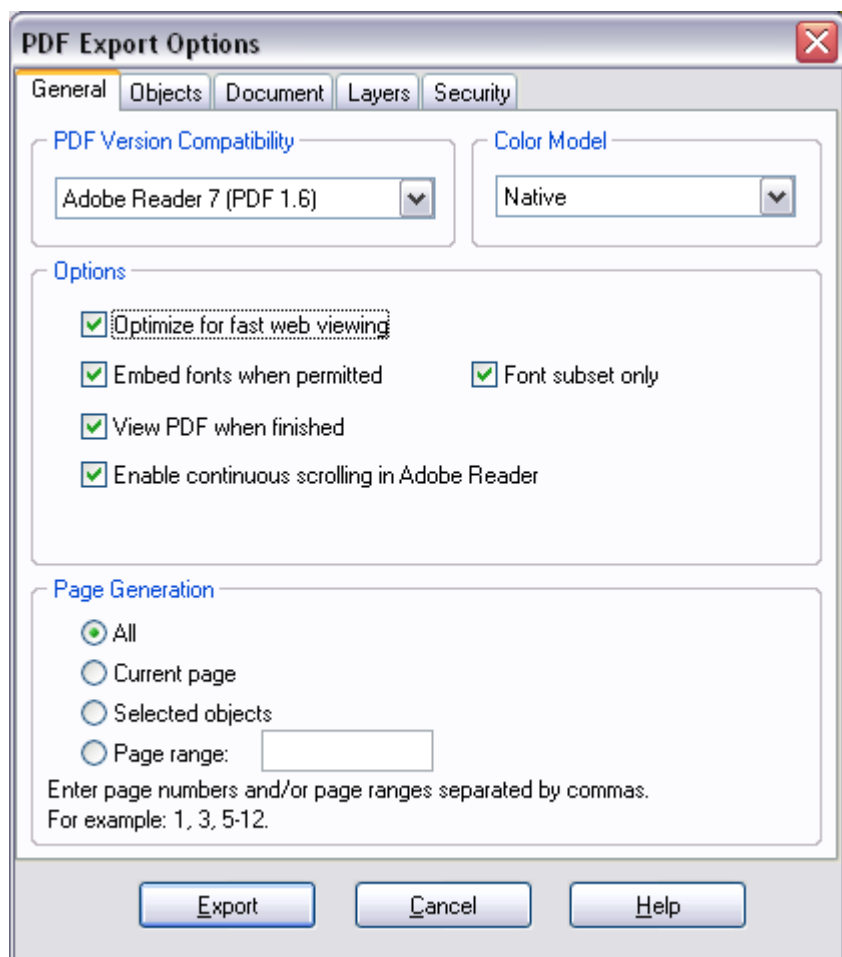 PDF Export Options
General Objects Document Layers Security
PDF Version Compatibility Color Model
Adobe Reader 7 (PDF 1.6) Native
Options
Optimize for fast web viewing
Embed fonts when permitted Font subset only
View PDF when finished
Enable continuous scrolling in Adobe Reader
Page Generation
All
Current page
Selected objects
Page range:
Enter page numbers and/or page ranges separated by commas.
For example: 1, 3, 5-12.
Export Cancel Help